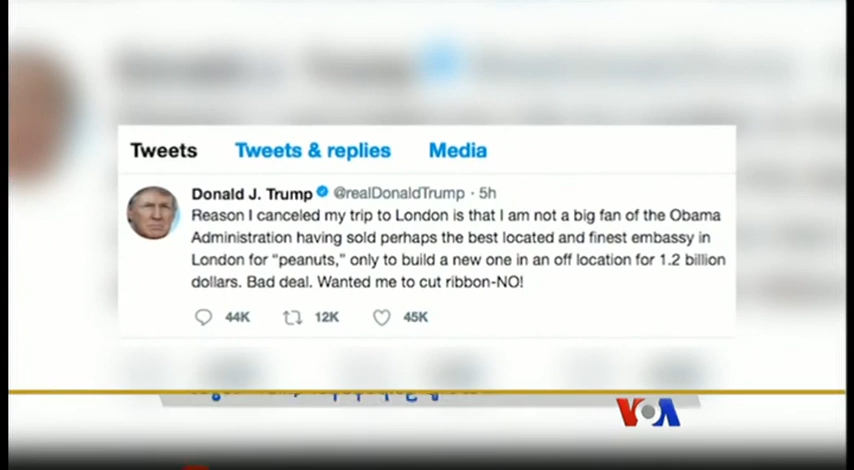 Tweets Tweets & replies Media
Donald J. Trump @realDonaldTrump · 5h
Reason I canceled my trip to London is that I am not a big fan of the Obama
Administration having sold perhaps the best located and finest embassy in
London for "peanuts," only to build a new one in an off location for 1.2 billion
dollars. Bad deal. Wanted me to cut ribbon-NO!
44K 12K 45K
VOA